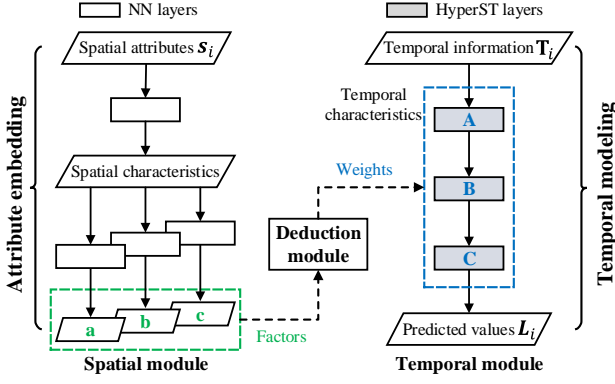 NN layers
HyperST layers
Spatial attributes s_i
Temporal information T_i
Temporal
characteristics
A
Spatial characteristics
Weights
B
Deduction
module
C
a
b
c
Factors
Predicted values L_i
Spatial module
Temporal module
Attribute embedding
Temporal modeling